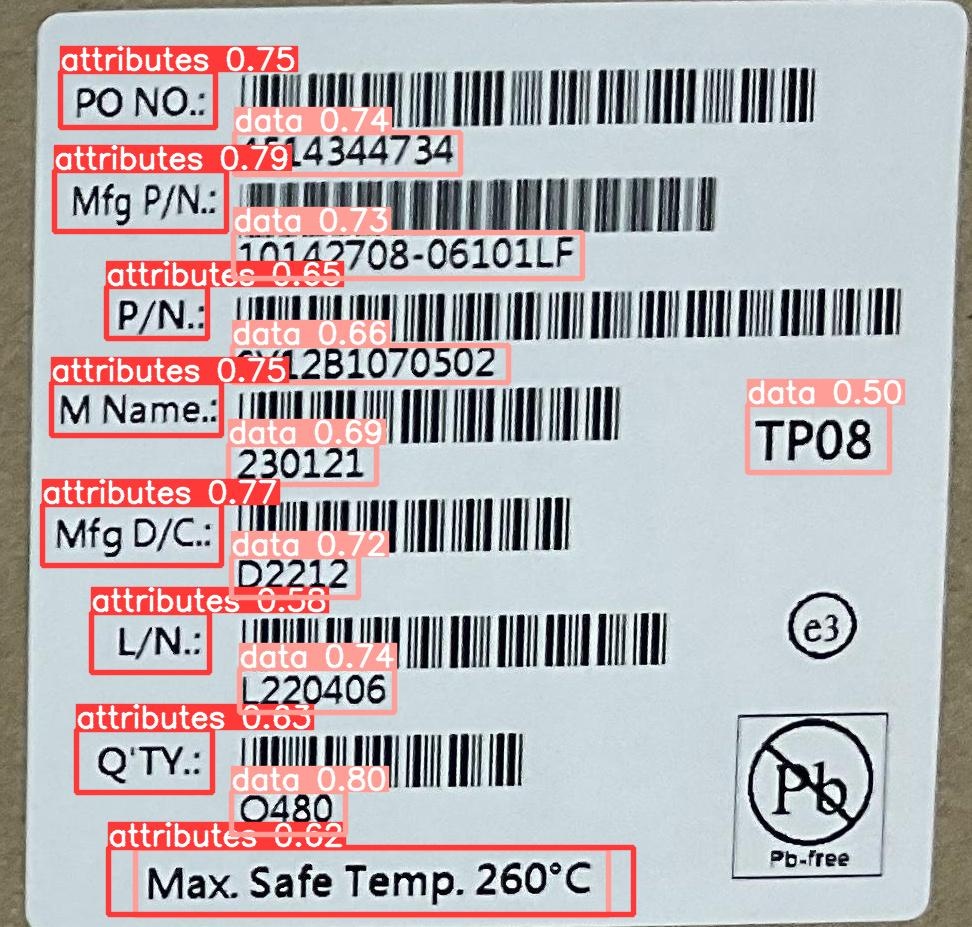 attributes 0.75
PO NO.:
data 0.74
14344734
attributes 0.79
Mfg P/N.:
data 0.73
10142708-06101LF
attributes 0.65
P/N.:
data 0.66
12B1070502
attributes 0.75
M Name.:
data 0.50
TP08
data 0.69
230121
attributes 0.77
Mfg D/C.:
data 0.72
D2212
attributes 0.58
L/N.:
e3
data 0.74
L220406
attributes 0.63
Q'TY.:
Pb
data 0.80
Q480
Pb-free
attributes 0.62
Max. Safe Temp. 260°C